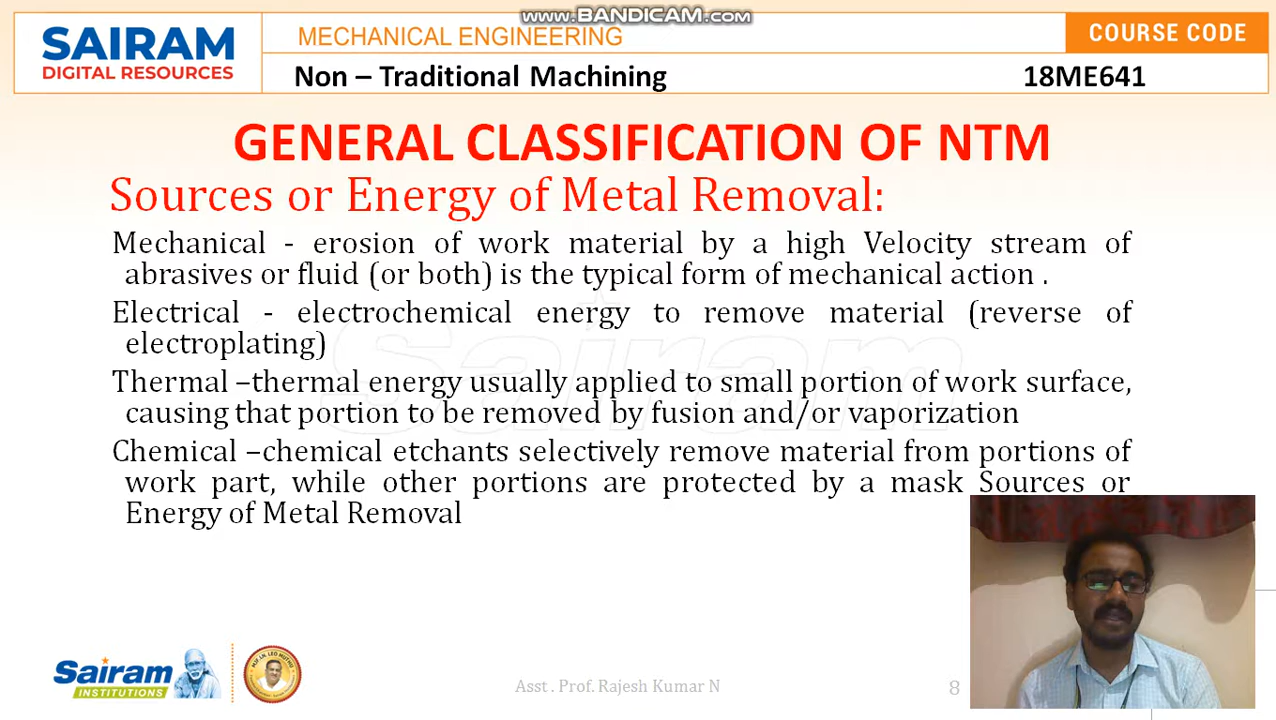 www.BANDICAM.com
SAIRAM
DIGITAL RESOURCES
MECHANICAL ENGINEERING
COURSE CODE
Non – Traditional Machining
18ME641
GENERAL CLASSIFICATION OF NTM
Sources or Energy of Metal Removal:
Mechanical - erosion of work material by a high Velocity stream of
abrasives or fluid (or both) is the typical form of mechanical action .
Electrical - electrochemical energy to remove material (reverse of
electroplating)
Thermal –thermal energy usually applied to small portion of work surface,
causing that portion to be removed by fusion and/or vaporization
Chemical –chemical etchants selectively remove material from portions of
work part, while other portions are protected by a mask Sources or
Energy of Metal Removal
Sairam
Sairam
INSTITUTIONS
Asst . Prof. Rajesh Kumar N
8